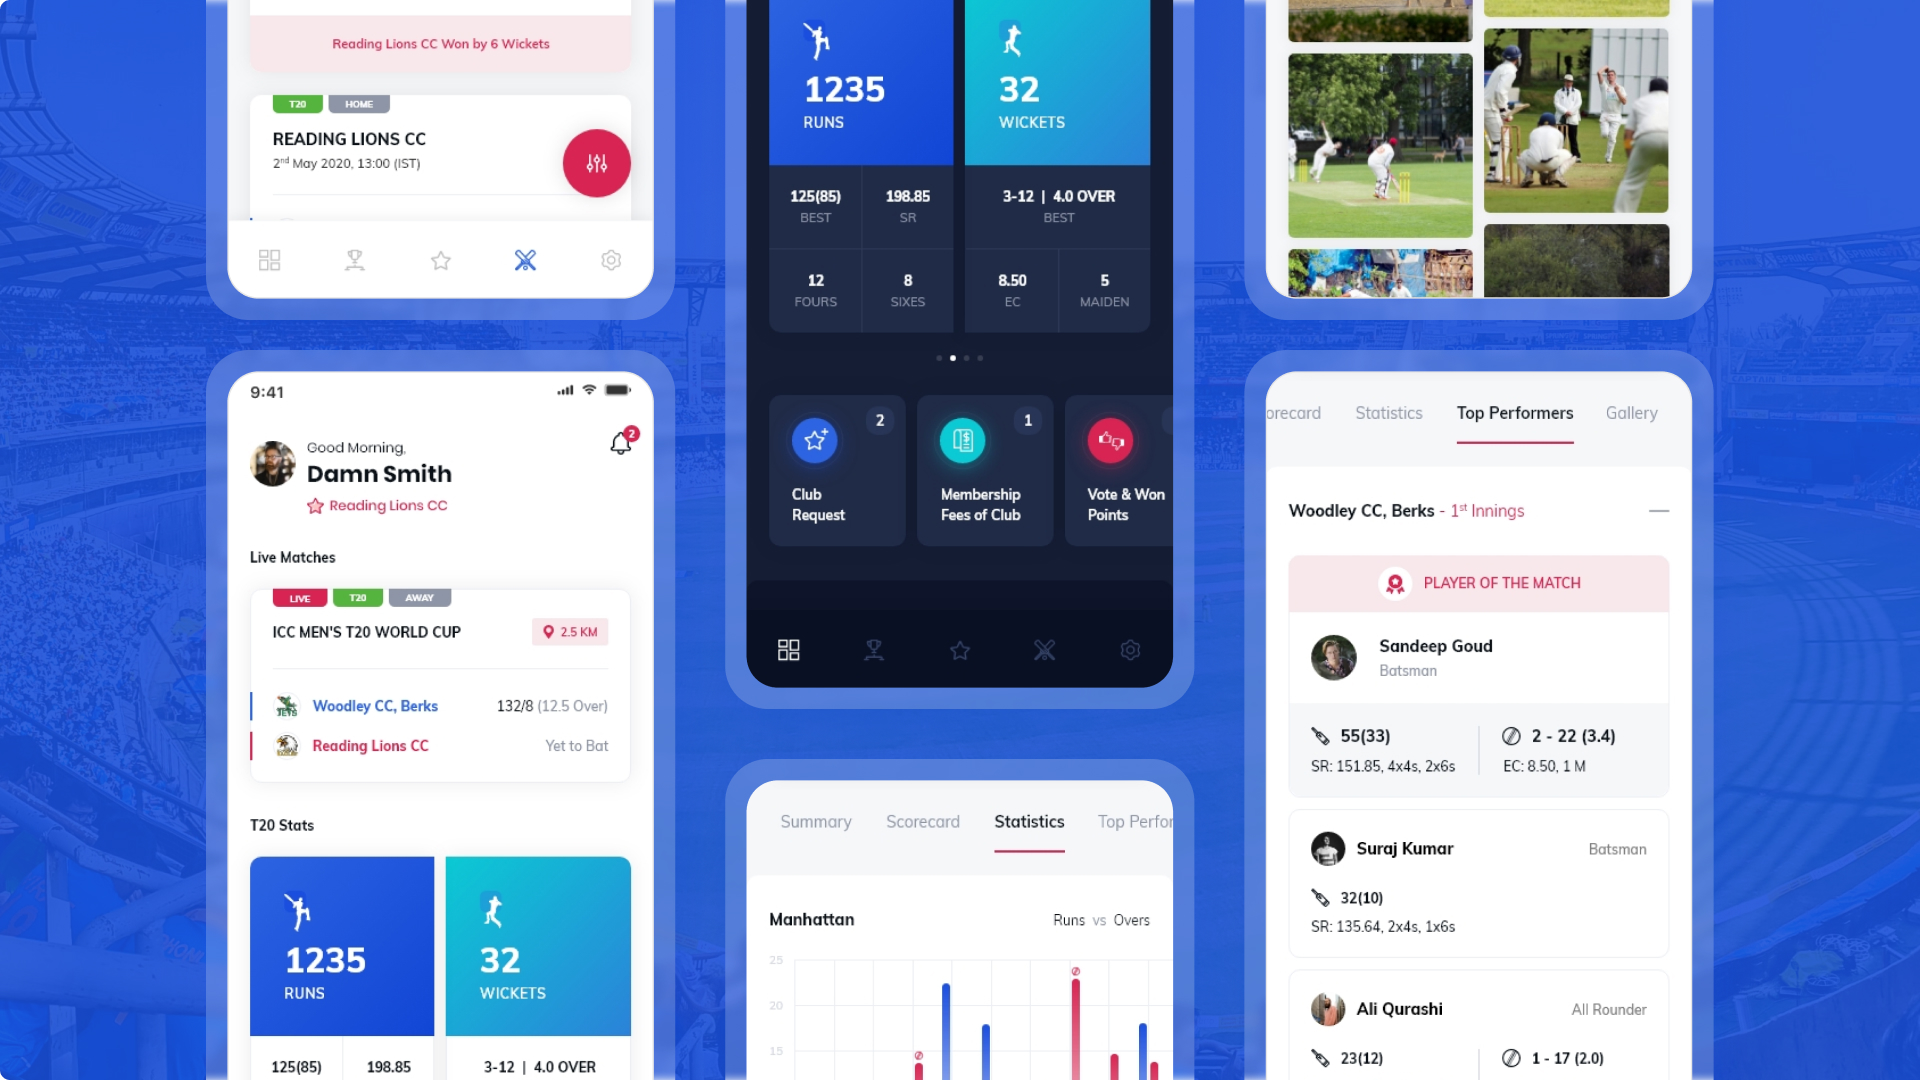 Reading Lions CC Won by 6 Wickets
T20
HOME
READING LIONS CC
2nd May 2020, 13:00 (IST)
9:41
Good Morning,
Damn Smith
Reading Lions CC
2
Live Matches
LIVE
T20
AWAY
ICC MEN'S T20 WORLD CUP
2.5 KM
JETS
Woodley CC, Berks
132/8 (12.5 Over)
Reading Lions CC
Yet to Bat
T20 Stats
1235
RUNS
32
WICKETS
125(85)
198.85
3-12 | 4.0 OVER
1235
RUNS
32
WICKETS
125(85)
BEST
198.85
SR
3-12 | 4.0 OVER
BEST
12
FOURS
8
SIXES
8.50
EC
5
MAIDEN
2
Club
Request
1
Membership
Fees of Club
Vote & Won
Points
Summary
Scorecard
Statistics
Top Perfor
Manhattan
Runs vs Overs
25
20
15
orecard
Statistics
Top Performers
Gallery
Woodley CC, Berks - 1st Innings
PLAYER OF THE MATCH
Sandeep Goud
Batsman
55(33)
SR: 151.85, 4x4s, 2x6s
2 - 22 (3.4)
EC: 8.50, 1 M
Suraj Kumar
Batsman
32(10)
SR: 135.64, 2x4s, 1x6s
Ali Qurashi
All Rounder
23(12)
1 - 17 (2.0)